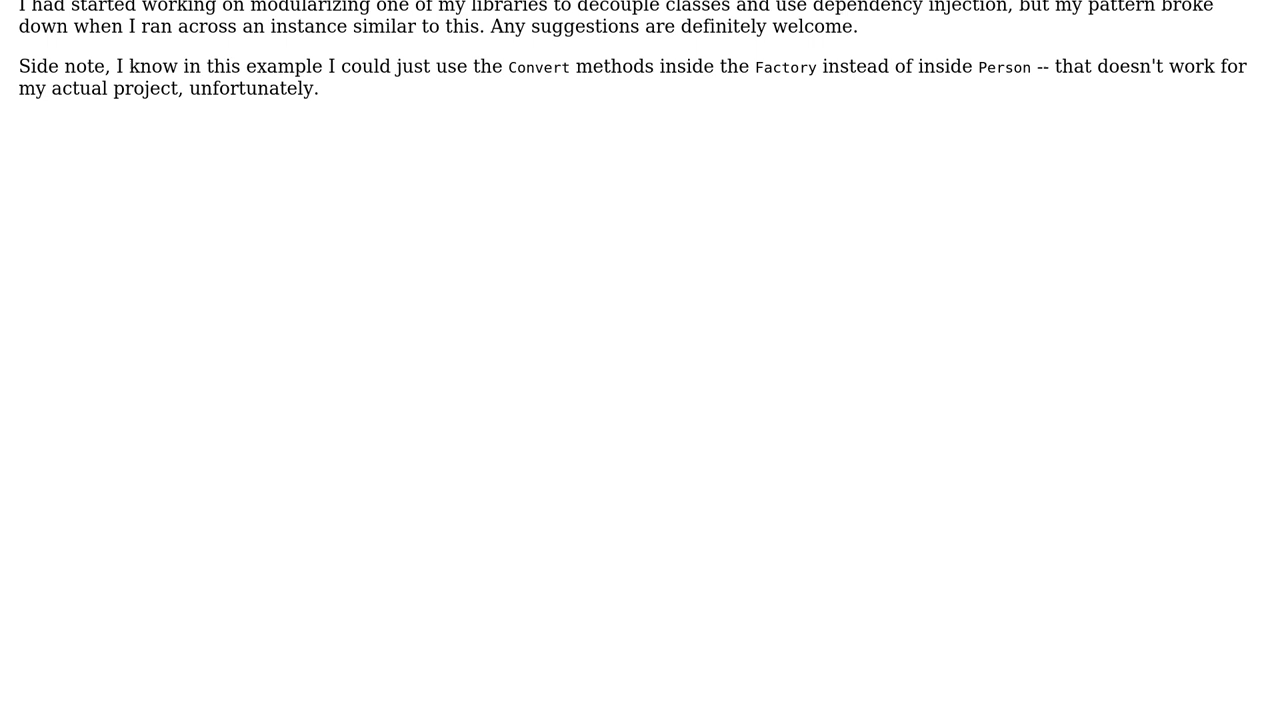 I had started working on modularizing one of my libraries to decouple classes and use dependency injection, but my pattern broke
down when I ran across an instance similar to this. Any suggestions are definitely welcome.
Side note, I know in this example I could just use the Convert methods inside the Factory instead of inside Person -- that doesn't work for
my actual project, unfortunately.